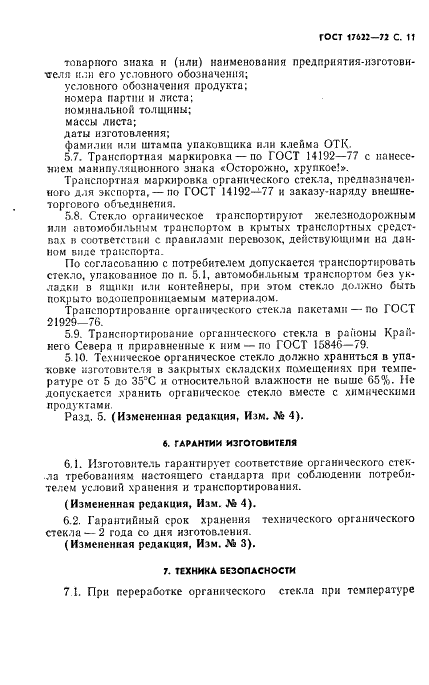 ГОСТ 17622—72 С. 11
товарного знака и (или) наименования предприятия-изготови-
теля или его условного обозначения;
условного обозначения продукта;
номера партии и листа;
номинальной толщины;
массы листа;
даты изготовления;
фамилии или штампа упаковщика или клейма ОТК.
5.7. Транспортная маркировка — по ГОСТ 14192—77 с нанесе-
нием манипуляционного знака «Осторожно, хрупкое!».
Транспортная маркировка органического стекла, предназначен-
ного для экспорта, — по ГОСТ 14192—77 и заказу-наряду внешне-
торгового объединения.
5.8. Стекло органическое транспортируют железнодорожным
или автомобильным транспортом в крытых транспортных средст-
вах в соответствии с правилами перевозок, действующими на дан-
ном виде транспорта.
По согласованию с потребителем допускается транспортировать
стекло, упакованное по п. 5.1, автомобильным транспортом без ук-
ладки в ящики или контейнеры, при этом стекло должно быть
покрыто водонепроницаемым материалом.
Транспортирование органического стекла пакетами — по ГОСТ
21929—76.
5.9. Транспортирование органического стекла в районы Край-
него Севера и приравненные к ним — по ГОСТ 15846—79.
5.10. Техническое органическое стекло должно храниться в упа-
ковке изготовителя в закрытых складских помещениях при темпе-
ратуре от 5 до 35°С и относительной влажности не выше 65%. Не
допускается хранить органическое стекло вместе с химическими
продуктами.
Разд. 5. (Измененная редакция, Изм. № 4).
6. ГАРАНТИИ ИЗГОТОВИТЕЛЯ
6.1. Изготовитель гарантирует соответствие органического стек-
ла требованиям настоящего стандарта при соблюдении потреби-
телем условий хранения и транспортирования.
(Измененная редакция, Изм. № 4).
6.2. Гарантийный срок хранения технического органического
стекла — 2 года со дня изготовления.
(Измененная редакция, Изм. № 3).
7. ТЕХНИКА БЕЗОПАСНОСТИ
7.1. При переработке органического стекла при температуре